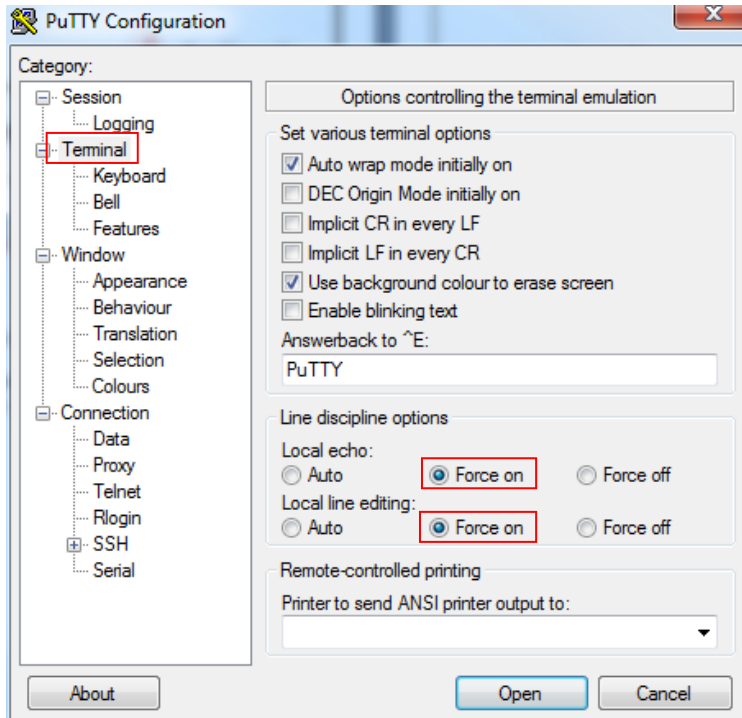 PuTTY Configuration
Category:
Session
Logging
Terminal
Keyboard
Bell
Features
Window
Appearance
Behaviour
Translation
Selection
Colours
Connection
Data
Proxy
Telnet
Rlogin
SSH
Serial
Options controlling the terminal emulation
Set various terminal options
Auto wrap mode initially on
DEC Origin Mode initially on
Implicit CR in every LF
Implicit LF in every CR
Use background colour to erase screen
Enable blinking text
Answerback to ^E:
PuTTY
Line discipline options
Local echo:
Auto Force on Force off
Local line editing:
Auto Force on Force off
Remote-controlled printing
Printer to send ANSI printer output to:
About Open Cancel